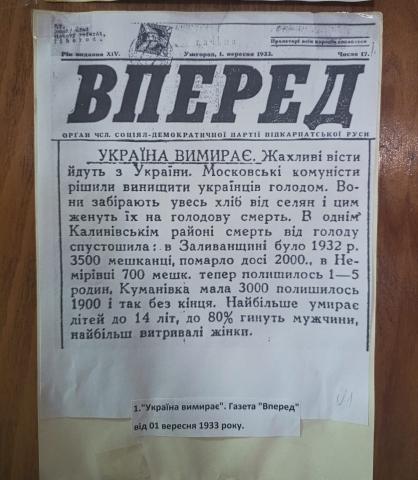 Пролетарі всіх країн єднайтеся
Рік видання XIV.
Ужгород, 1. вересня 1933.
Число 17.
ВПЕРЕД
ОРГАН ЧСЛ. СОЦІЯЛ-ДЕМОКРАТИЧНОЇ ПАРТІЇ ПІДКАРПАТСЬКОЇ РУСИ
УКРАЇНА ВИМИРАЄ. Жахливі вісти
йдуть з України. Московські комуністи
рішили винищити українців голодом. Во-
ни забірають увесь хліб від селян і цим
женуть їх на голодову смерть. В однім
Калинівськім районі смерть від голоду
спустошила: в Заливанщині було 1932 р.
3500 мешканці, померло досі 2000., в Не-
мірівці 700 мешк. тепер полишилось 1—5
родин, Куманівка мала 3000 полишилось
1900 і так без кінця. Найбільше умирає
дітей до 14 літ, до 80% гинуть мужчини,
найбільш витривалі жінки.
1."Україна вимирає". Газета "Вперед"
від 01 вересня 1933 року.